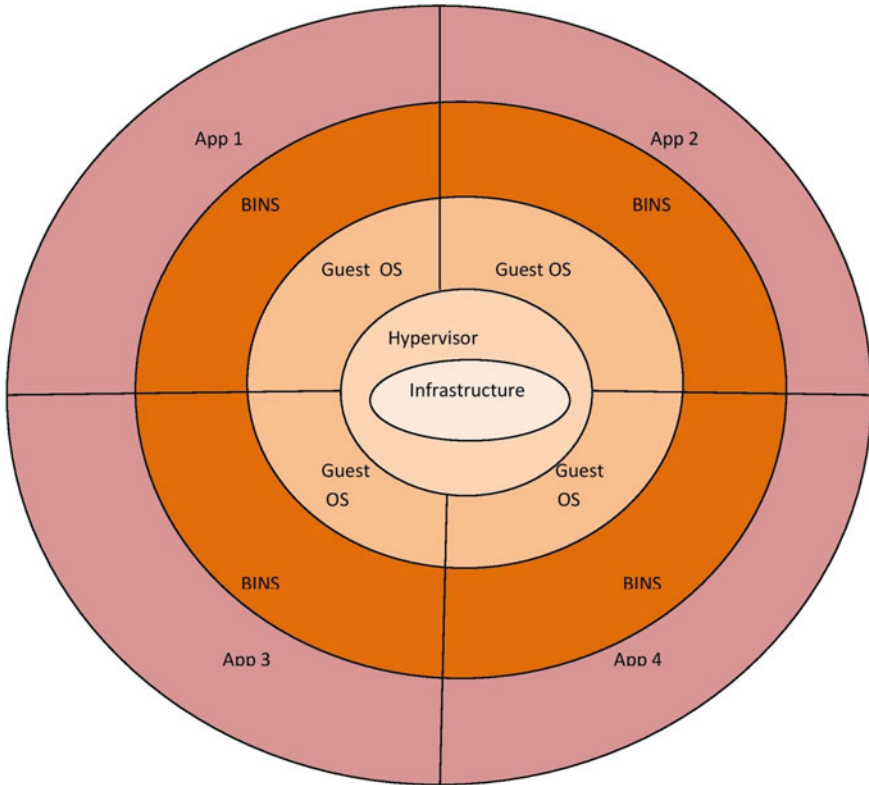 App 1
App 2
BINS
BINS
Guest OS
Guest OS
Hypervisor
Infrastructure
Guest
OS
Guest
OS
BINS
BINS
App 3
App 4